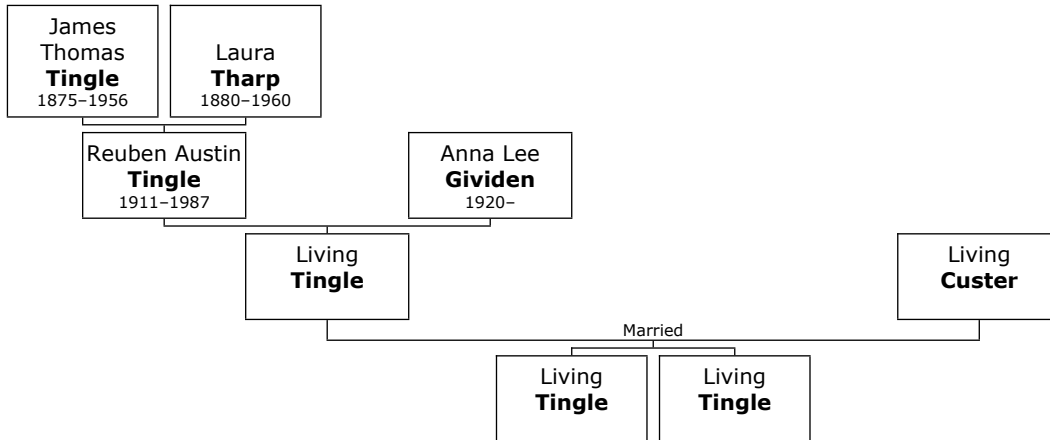 James
Thomas
Tingle
1875–1956
Laura
Tharp
1880–1960
Reuben Austin
Tingle
1911–1987
Anna Lee
Gividen
1920–
Living
Tingle
Living
Custer
Married
Living
Tingle
Living
Tingle